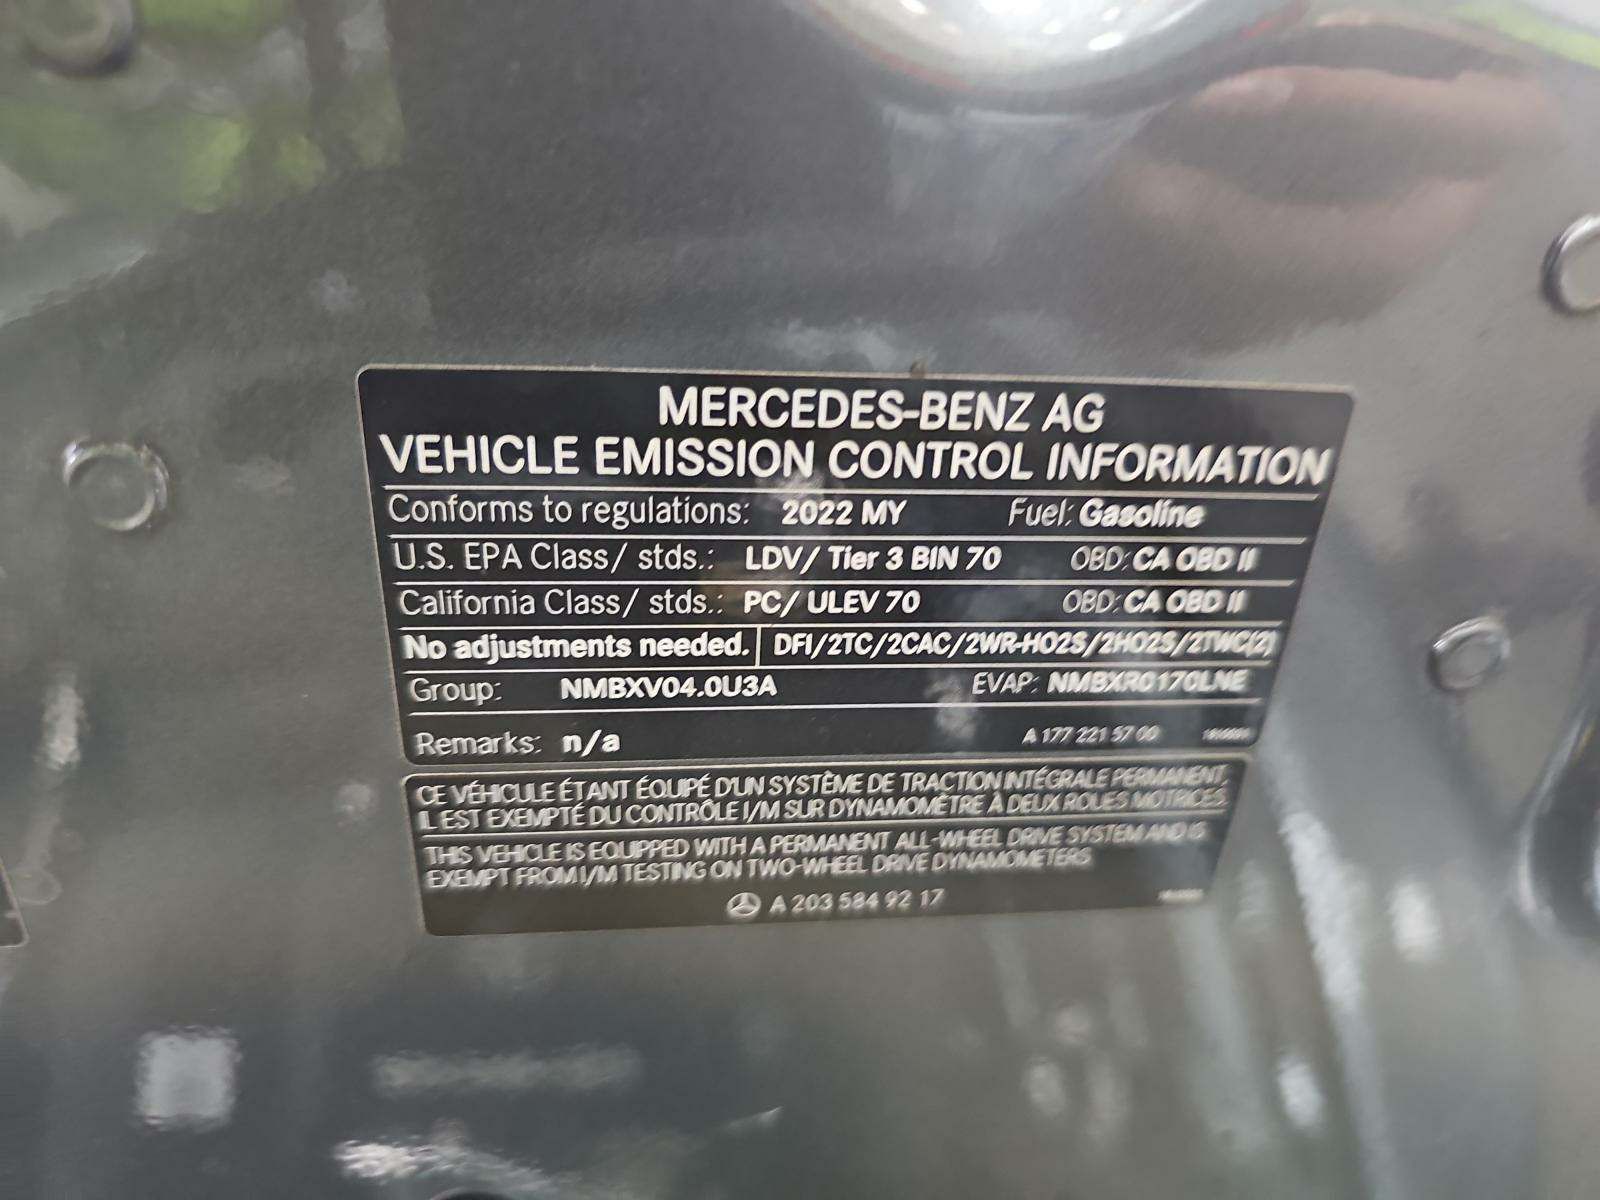 MERCEDES-BENZ AG
VEHICLE EMISSION CONTROL INFORMATION
Conforms to regulations: 2022 MY Fuel: Gasoline
U.S. EPA Class/ stds.: LDV/ Tier 3 BIN 70 OBD: CA OBD II
California Class/ stds.: PC/ ULEV 70 OBD: CA OBD II
No adjustments needed. DFI/2TC/2CAC/2WR-HO2S/2HO2S/2TWC(2)
Group: NMBXV04.0U3A EVAP: NMBXR0170LNE
Remarks: n/a A 177 221 57 00
CE VÉHICULE ÉTANT ÉQUIPÉ D'UN SYSTÈME DE TRACTION INTÉGRALE PERMANENT,
IL EST EXEMPTÉ DU CONTRÔLE I/M SUR DYNAMOMÈTRE À DEUX ROUES MOTRICES.
THIS VEHICLE IS EQUIPPED WITH A PERMANENT ALL-WHEEL DRIVE SYSTEM AND IS
EXEMPT FROM I/M TESTING ON TWO-WHEEL DRIVE DYNAMOMETERS
A 203 584 92 17